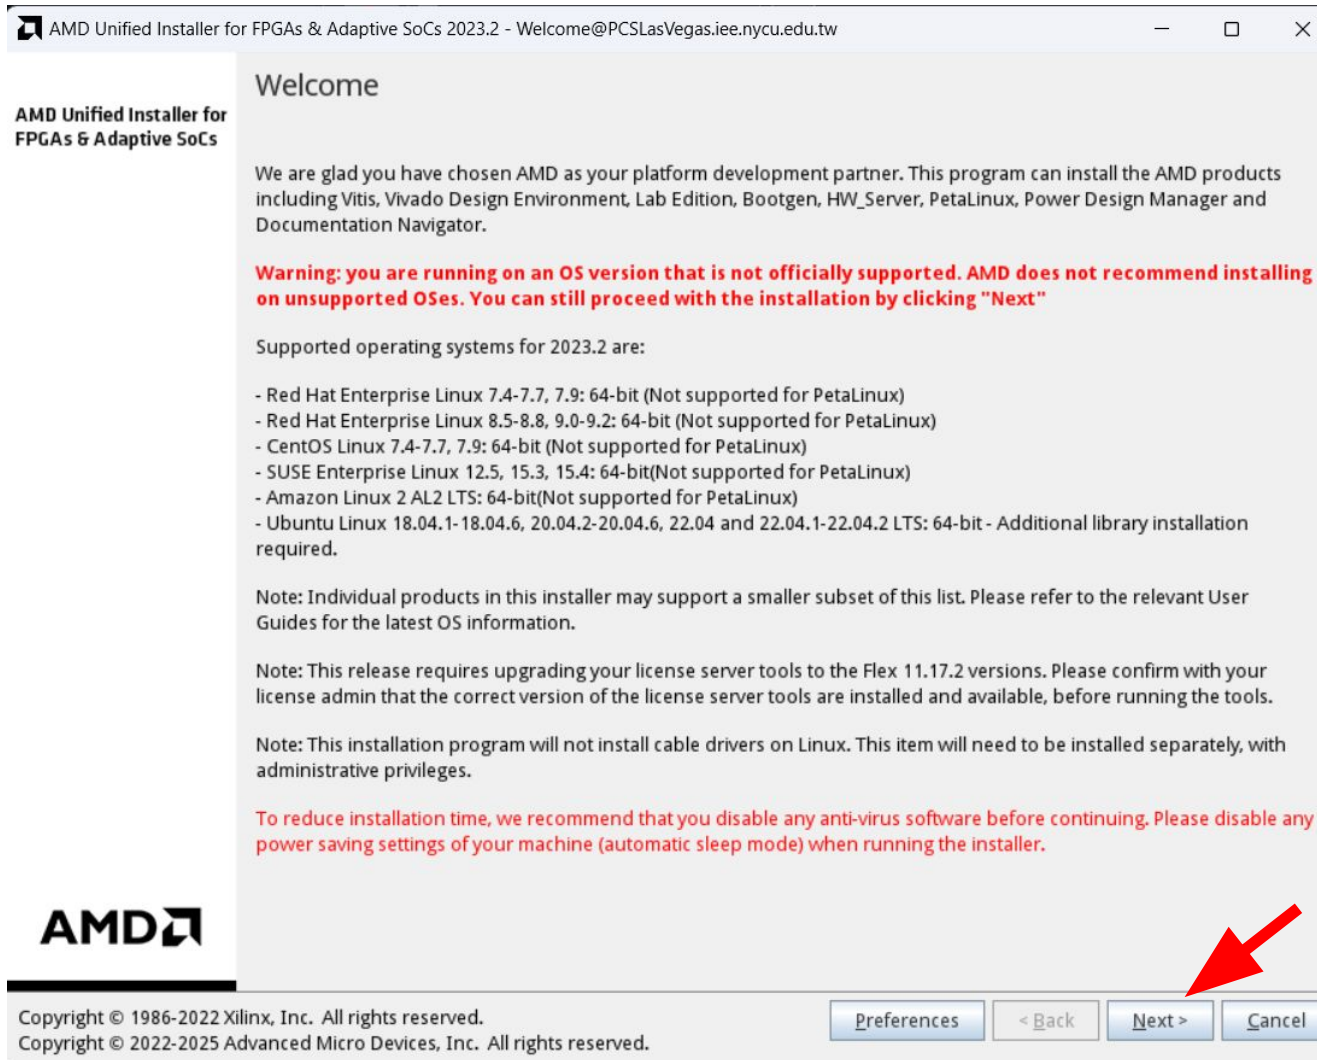 AMD Unified Installer for FPGAs & Adaptive SoCs 2023.2 - Welcome@PCSLasVegas.iee.nycu.edu.tw
AMD Unified Installer for
FPGAs & Adaptive SoCs
Welcome
We are glad you have chosen AMD as your platform development partner. This program can install the AMD products
including Vitis, Vivado Design Environment, Lab Edition, Bootgen, HW_Server, PetaLinux, Power Design Manager and
Documentation Navigator.
Warning: you are running on an OS version that is not officially supported. AMD does not recommend installing
on unsupported OSes. You can still proceed with the installation by clicking "Next"
Supported operating systems for 2023.2 are:
- Red Hat Enterprise Linux 7.4-7.7, 7.9: 64-bit (Not supported for PetaLinux)
- Red Hat Enterprise Linux 8.5-8.8, 9.0-9.2: 64-bit (Not supported for PetaLinux)
- CentOS Linux 7.4-7.7, 7.9: 64-bit (Not supported for PetaLinux)
- SUSE Enterprise Linux 12.5, 15.3, 15.4: 64-bit(Not supported for PetaLinux)
- Amazon Linux 2 AL2 LTS: 64-bit(Not supported for PetaLinux)
- Ubuntu Linux 18.04.1-18.04.6, 20.04.2-20.04.6, 22.04 and 22.04.1-22.04.2 LTS: 64-bit - Additional library installation
required.
Note: Individual products in this installer may support a smaller subset of this list. Please refer to the relevant User
Guides for the latest OS information.
Note: This release requires upgrading your license server tools to the Flex 11.17.2 versions. Please confirm with your
license admin that the correct version of the license server tools are installed and available, before running the tools.
Note: This installation program will not install cable drivers on Linux. This item will need to be installed separately, with
administrative privileges.
To reduce installation time, we recommend that you disable any anti-virus software before continuing. Please disable any
power saving settings of your machine (automatic sleep mode) when running the installer.
AMD
Copyright © 1986-2022 Xilinx, Inc. All rights reserved.
Copyright © 2022-2025 Advanced Micro Devices, Inc. All rights reserved.
Preferences
< Back
Next >
Cancel